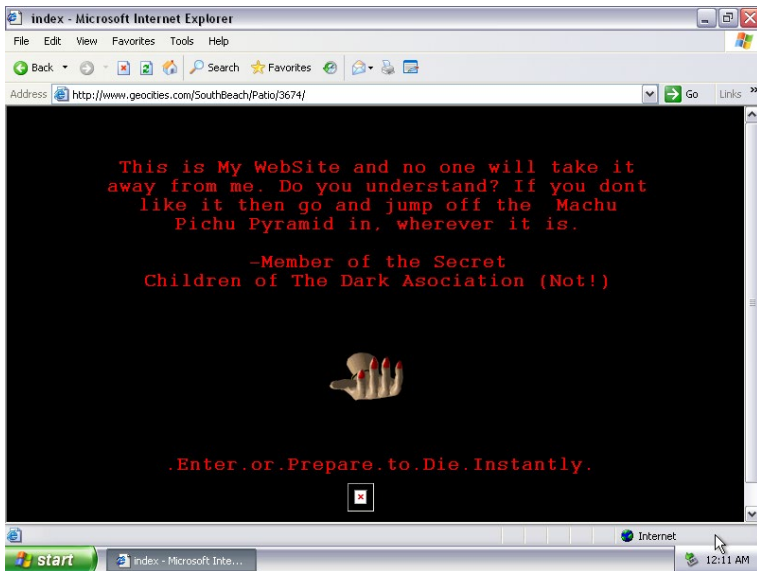 index - Microsoft Internet Explorer
File Edit View Favorites Tools Help
Back Search Favorites
Address http://www.geocities.com/SouthBeach/Patio/3674/ Go Links »
This is My WebSite and no one will take it
away from me. Do you understand? If you dont
like it then go and jump off the Machu
Pichu Pyramid in, wherever it is.
-Member of the Secret
Children of The Dark Asociation (Not!)
.Enter.or.Prepare.to.Die.Instantly.
Internet
start index - Microsoft Inte... 12:11 AM